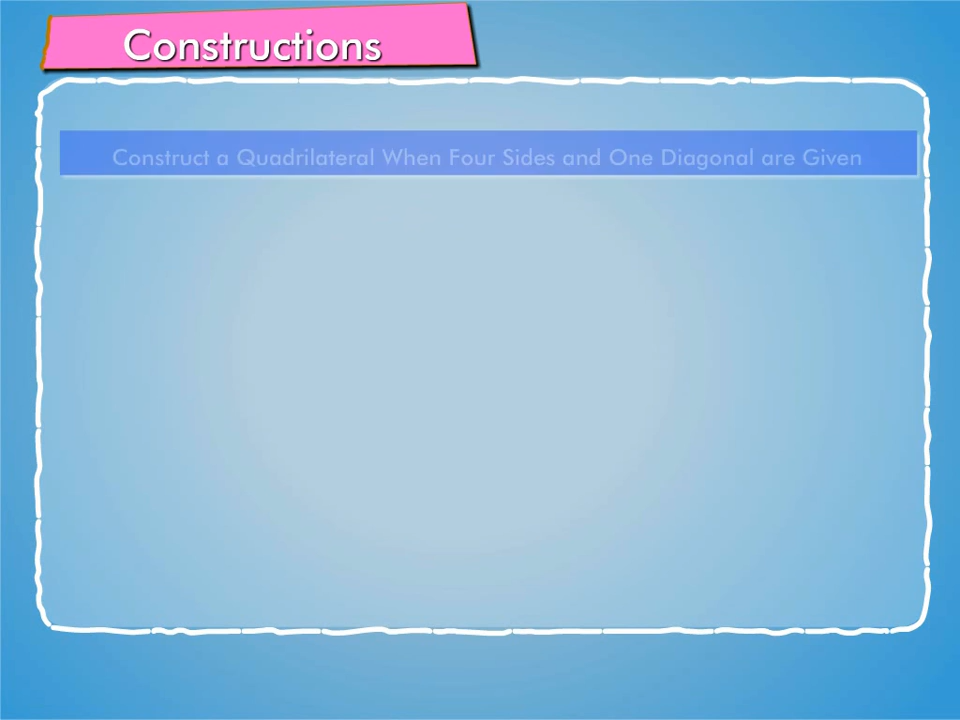 Constructions
Construct a Quadrilateral When Four Sides and One Diagonal are Given